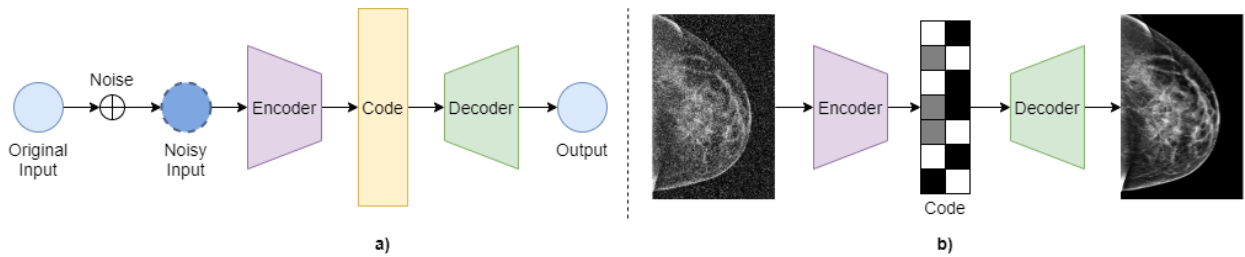 Noise
Encoder
Code
Decoder
Original
Input
Noisy
Input
Output
a)
Encoder
Decoder
Code
b)